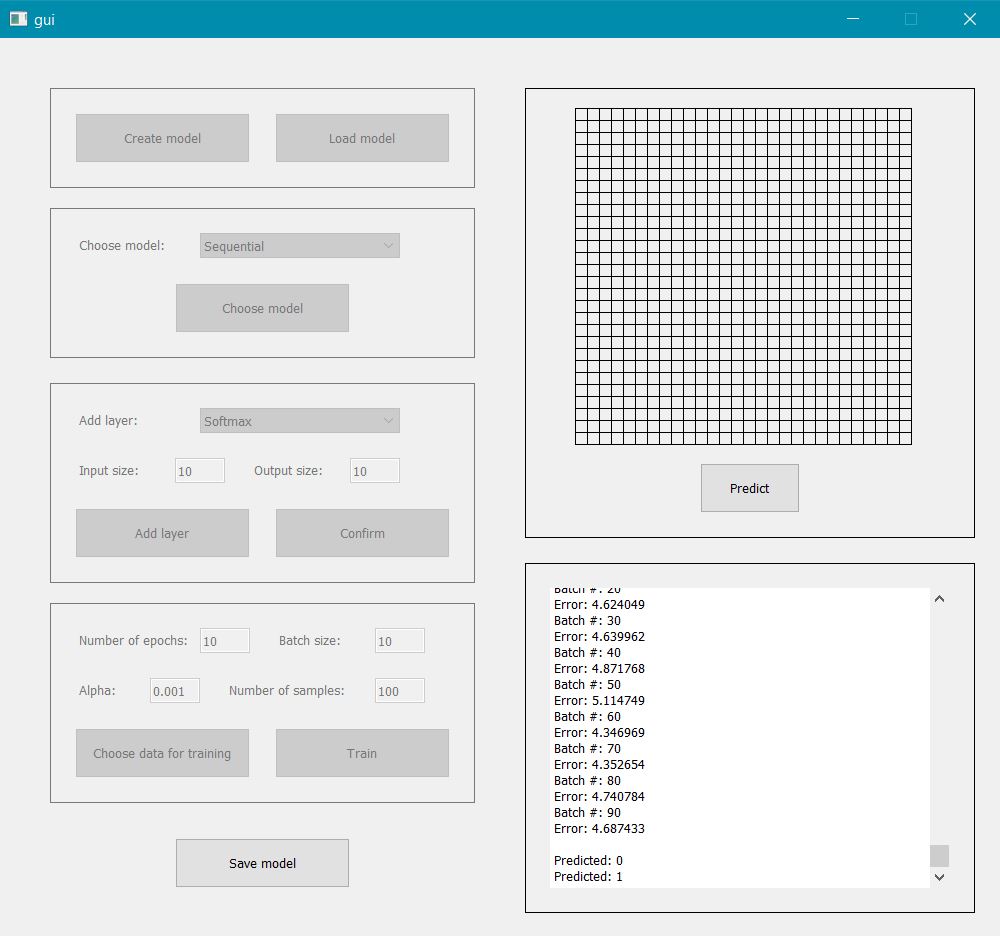 gui
Create model
Load model
Choose model:
Sequential
Choose model
Add layer:
Softmax
Input size:
10
Output size:
10
Add layer
Confirm
Number of epochs:
10
Batch size:
10
Alpha:
0.001
Number of samples:
100
Choose data for training
Train
Save model
Predict
Batch #: 20
Error: 4.624049
Batch #: 30
Error: 4.639962
Batch #: 40
Error: 4.871768
Batch #: 50
Error: 5.114749
Batch #: 60
Error: 4.346969
Batch #: 70
Error: 4.352654
Batch #: 80
Error: 4.740784
Batch #: 90
Error: 4.687433
Predicted: 0
Predicted: 1